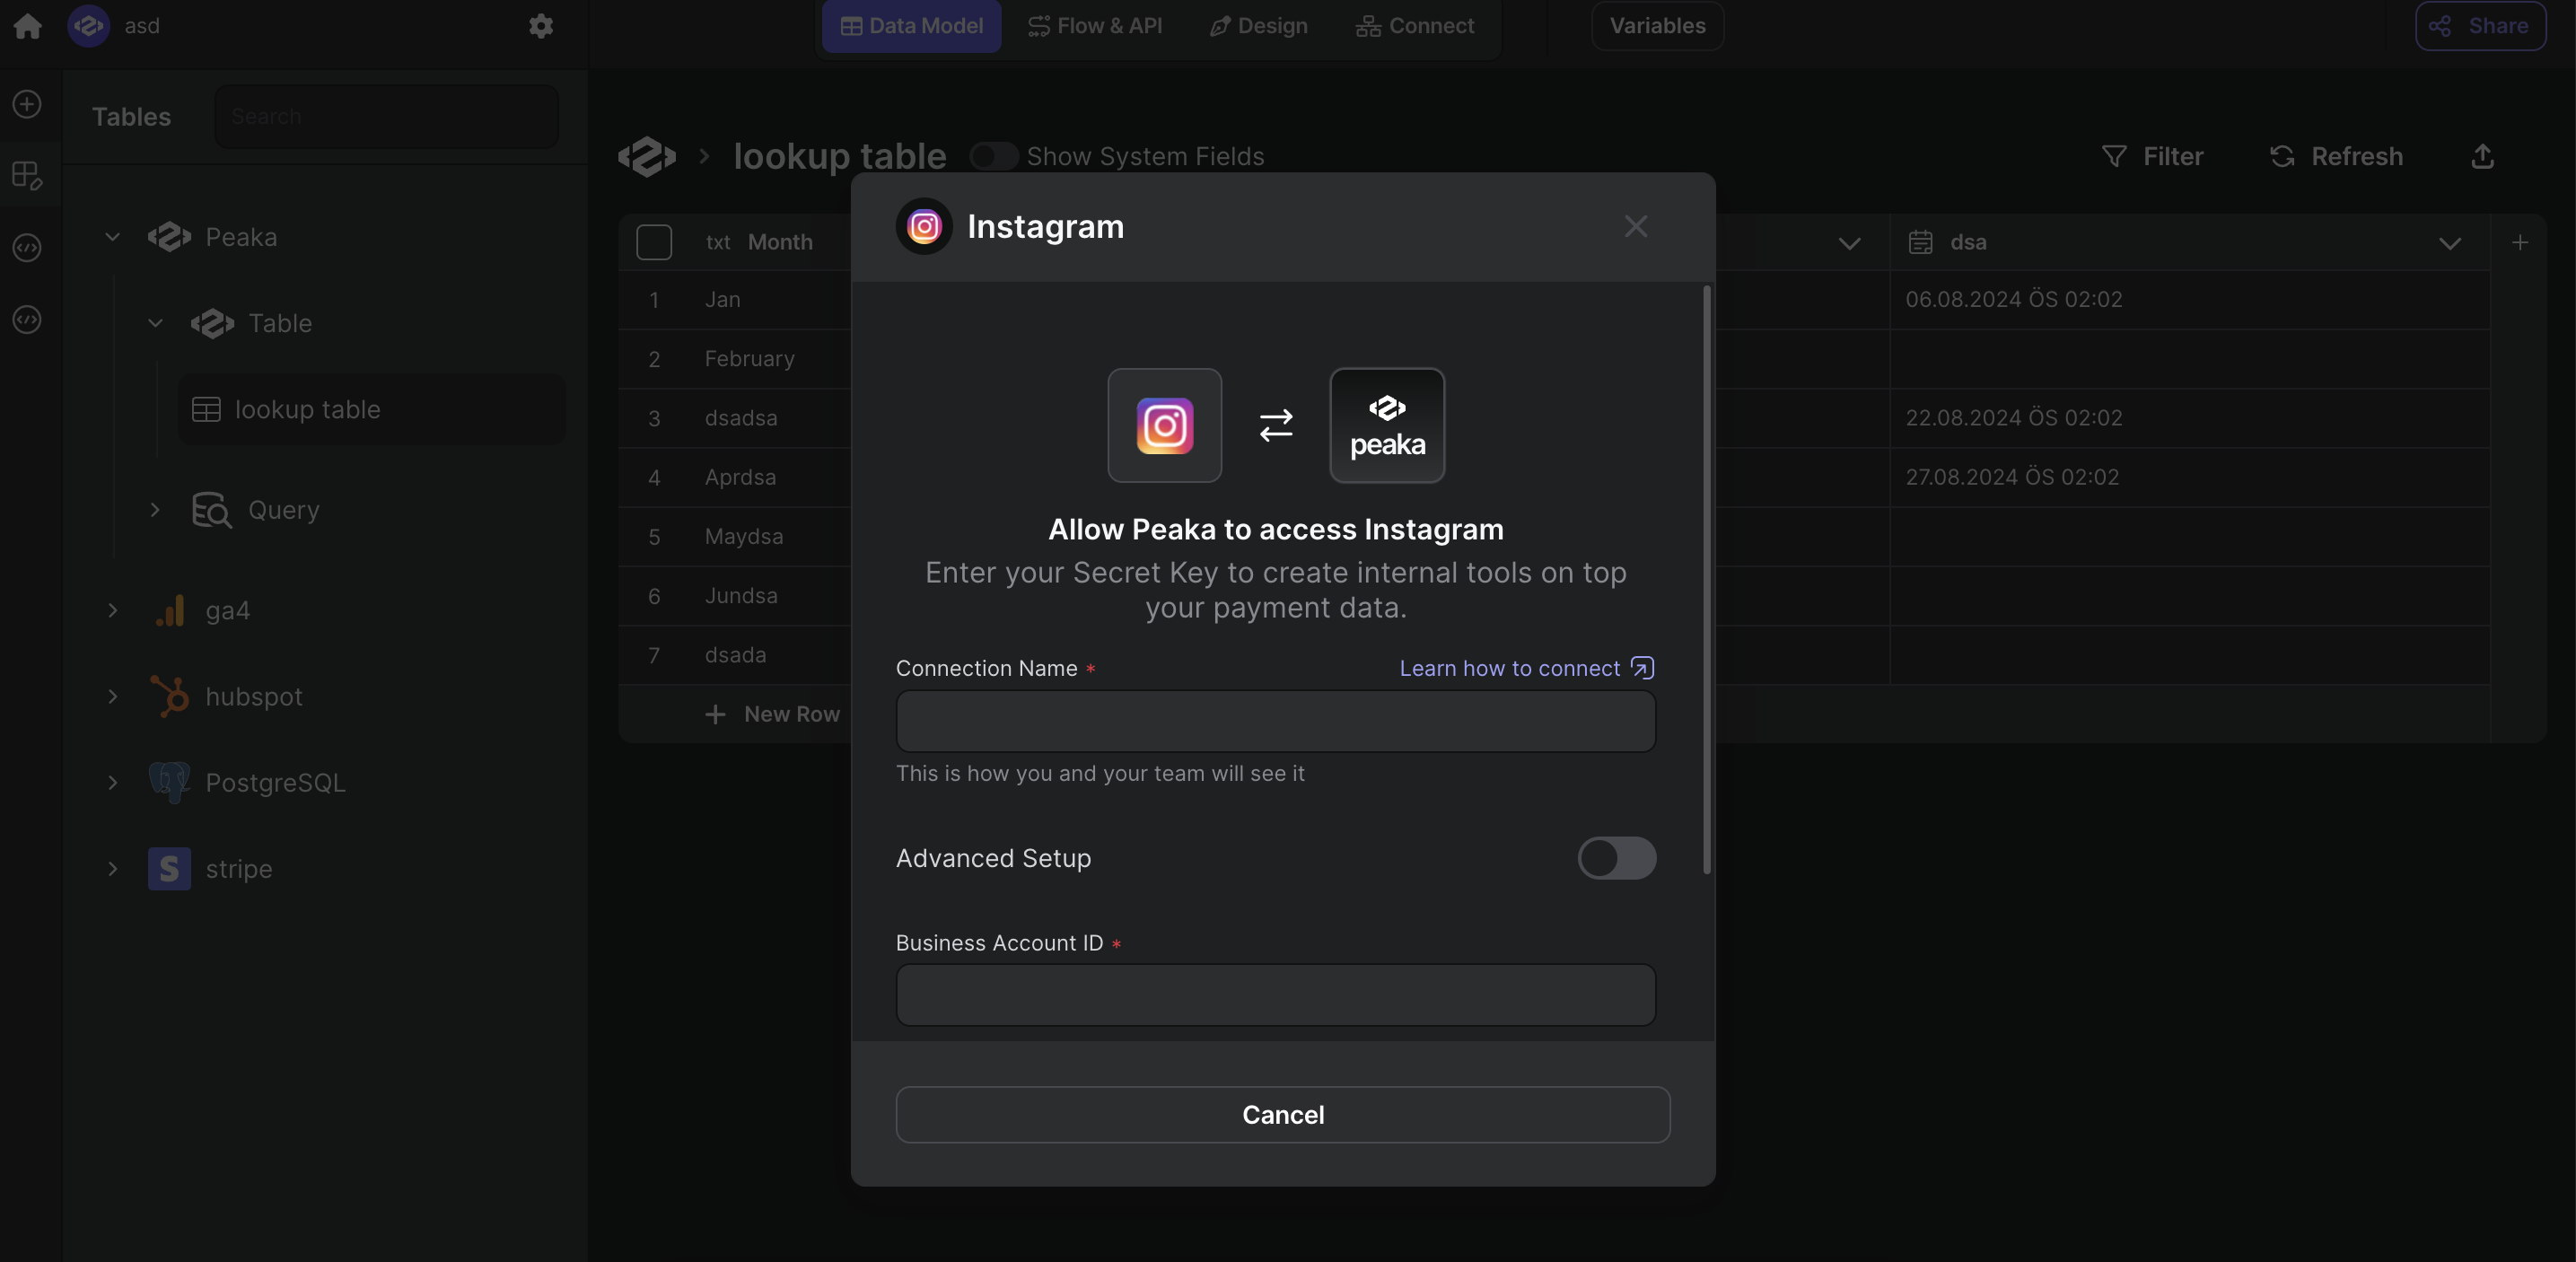 asd
Data Model
Flow & API
Design
Connect
Variables
Share
Tables
Search
lookup table
Show System Fields
Filter
Refresh
Peaka
Table
lookup table
Query
ga4
hubspot
PostgreSQL
S stripe
txt Month
dsa
1 Jan 06.08.2024 ÖS 02:02
2 February
3 dsadsa 22.08.2024 ÖS 02:02
4 Aprdsa 27.08.2024 ÖS 02:02
5 Maydsa
6 Jundsa
7 dsada
+ New Row
Instagram
peaka
Allow Peaka to access Instagram
Enter your Secret Key to create internal tools on top
your payment data.
Connection Name *
Learn how to connect
This is how you and your team will see it
Advanced Setup
Business Account ID *
Cancel